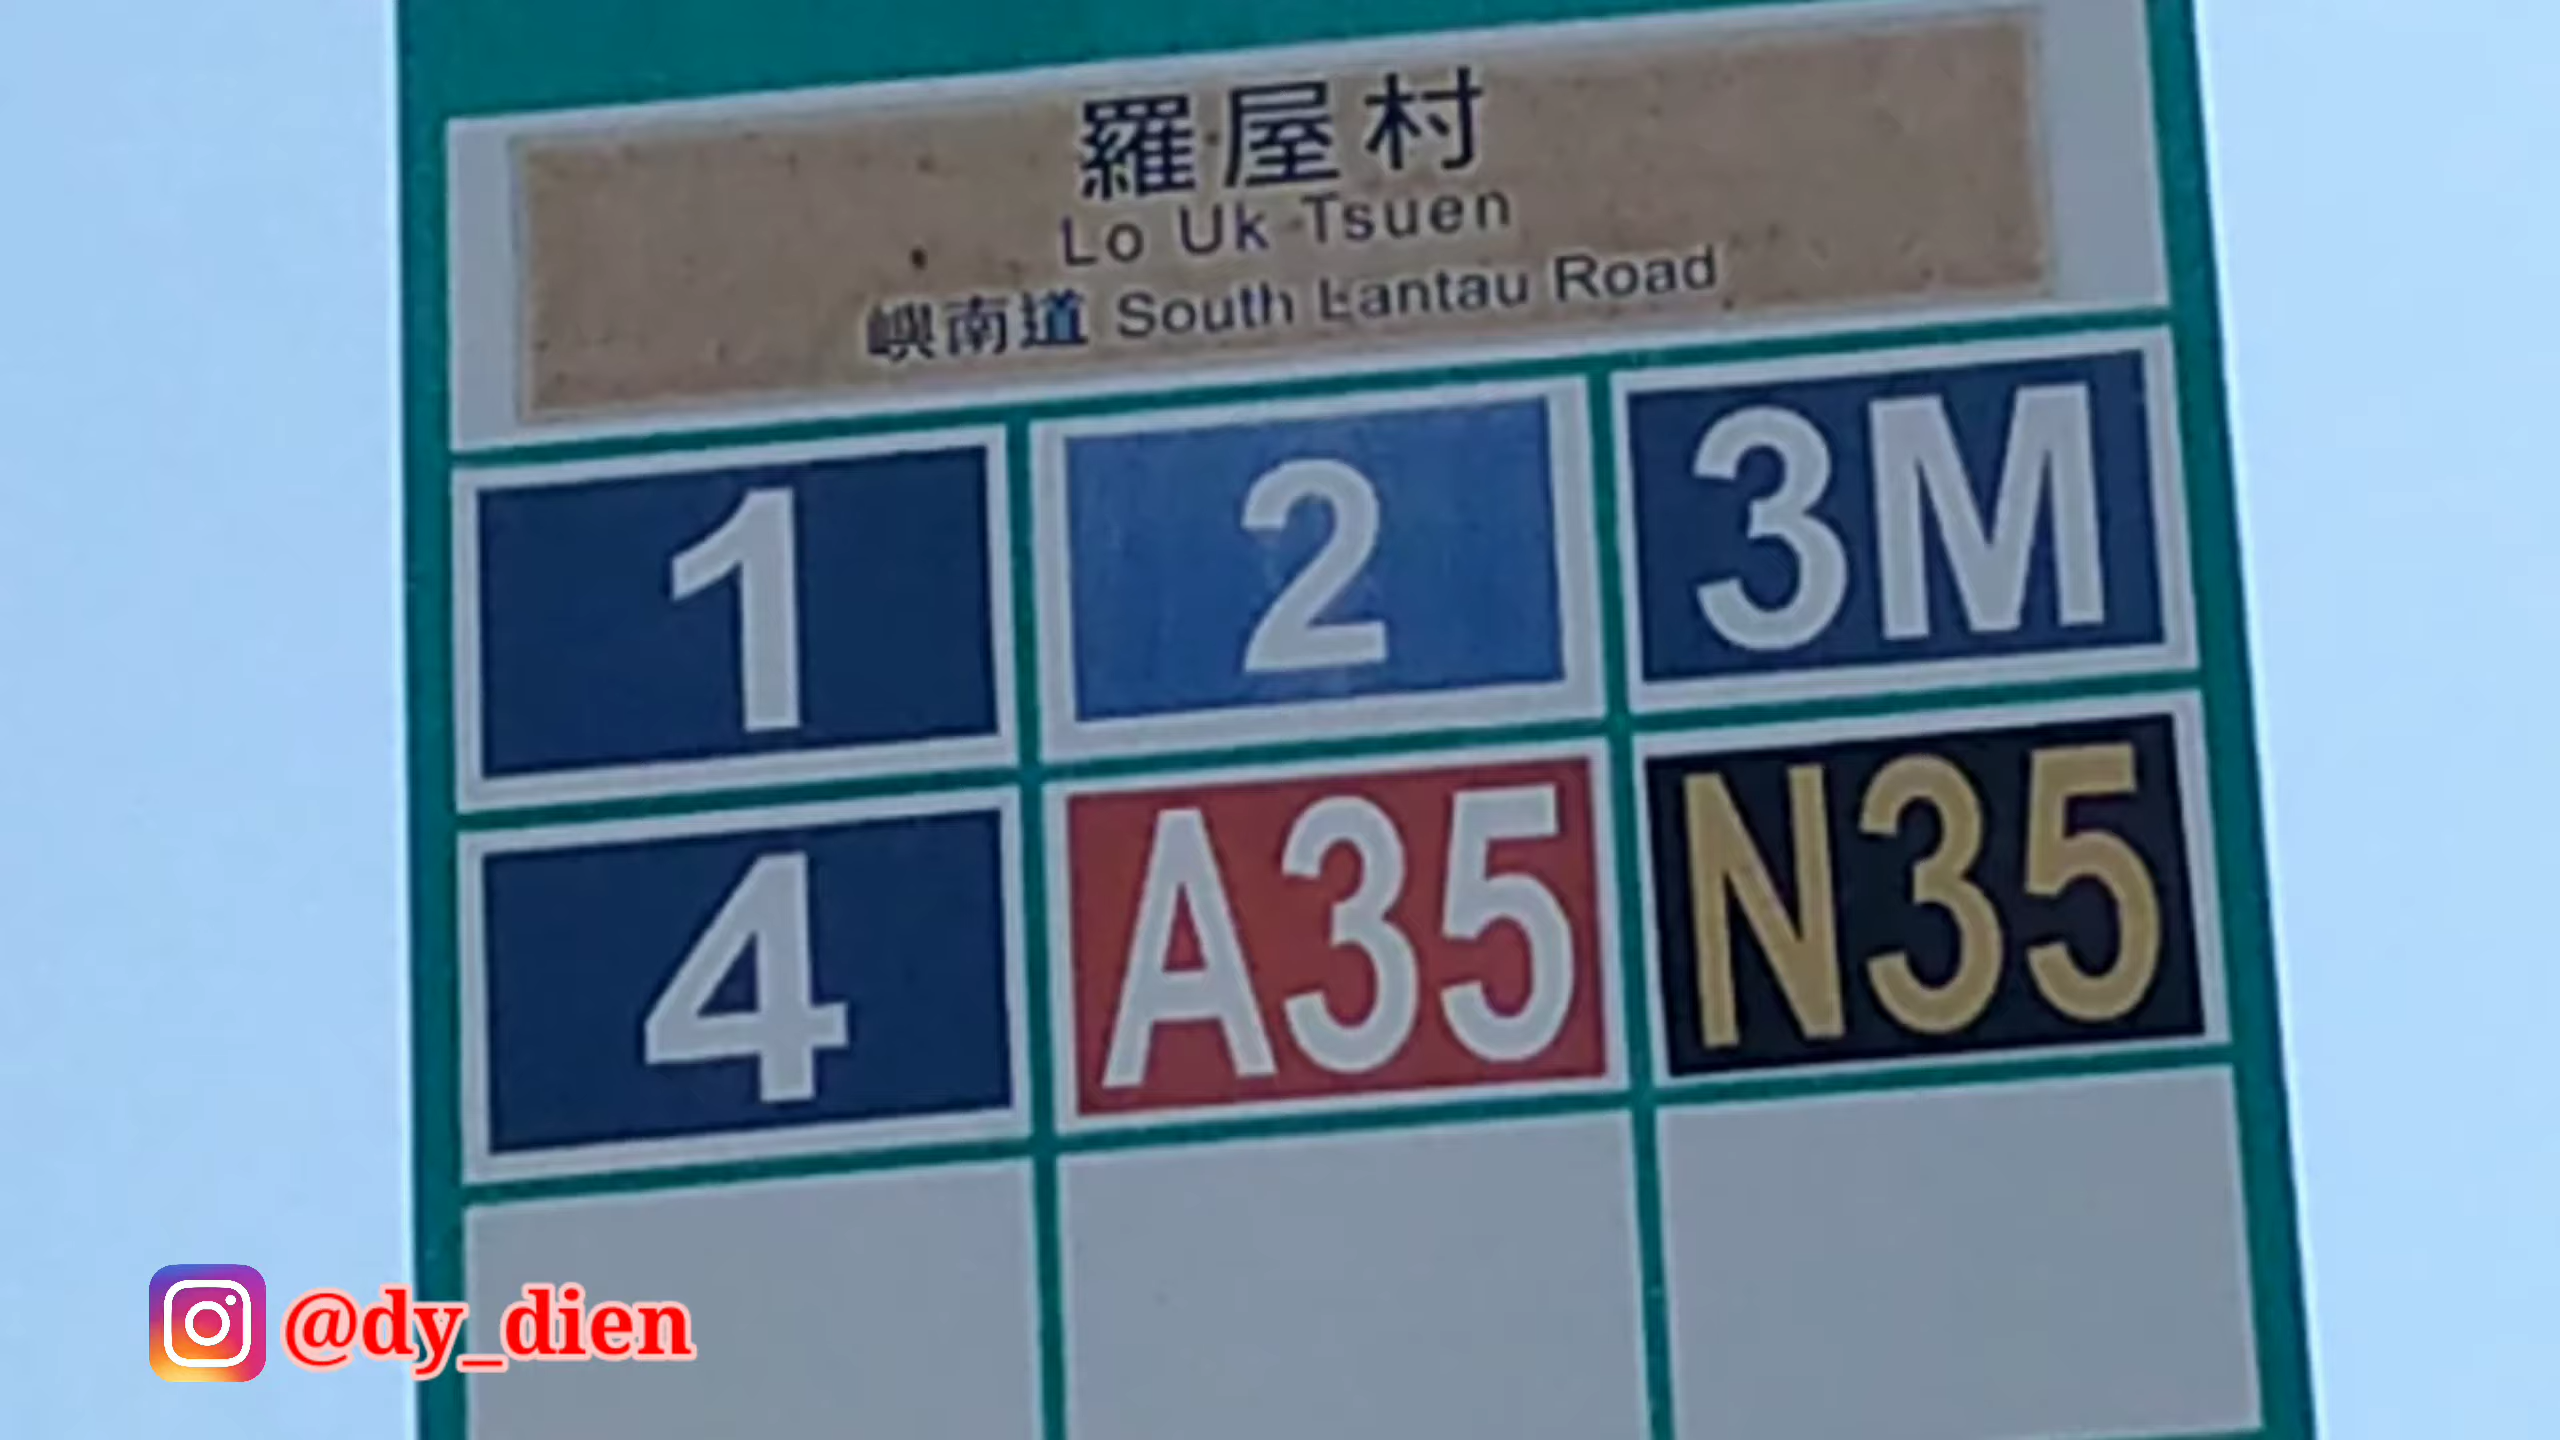 羅屋村
Lo Uk Tsuen
嶼南道 South Lantau Road
1 2 3M
4 A35 N35
@dy_dien